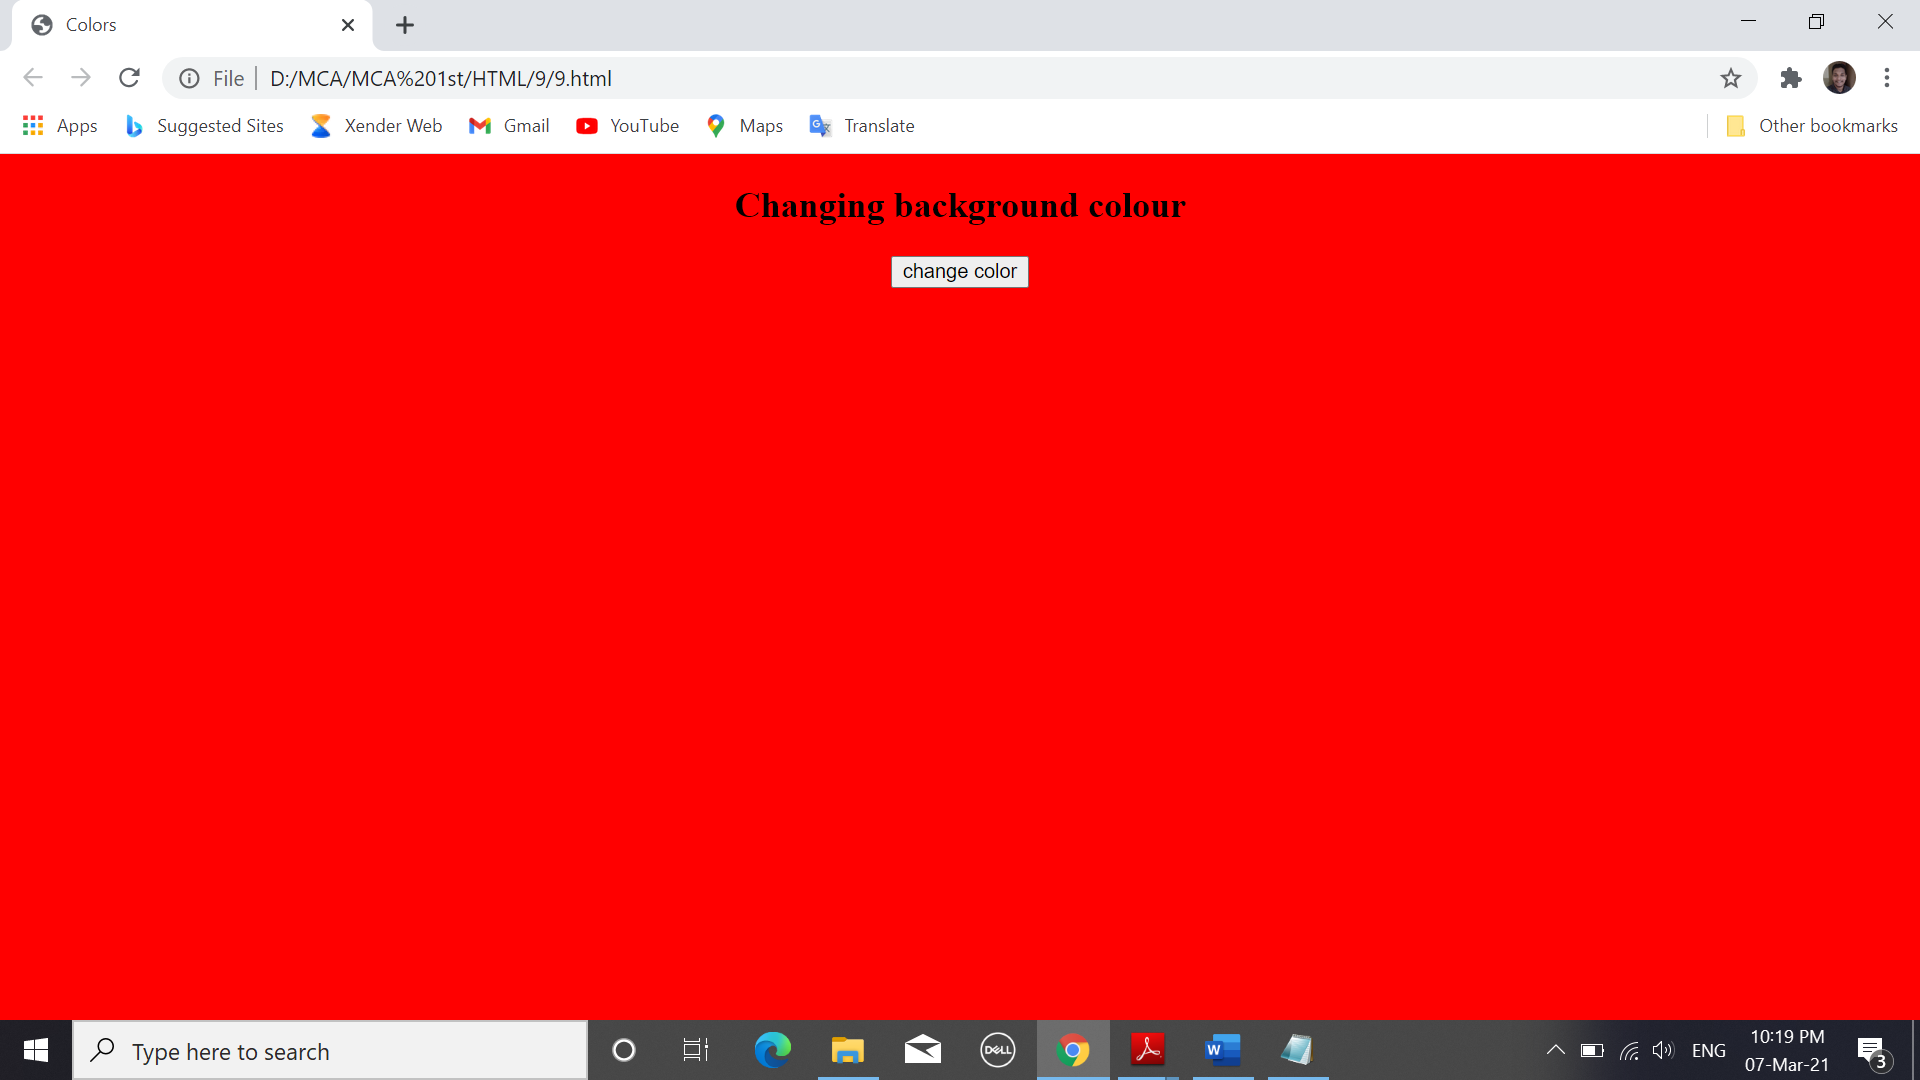 Colors
File D:/MCA/MCA%201st/HTML/9/9.html
Apps Suggested Sites Xender Web Gmail YouTube Maps Translate Other bookmarks
Changing background colour
change color
Type here to search
DELL
W
ENG
10:19 PM
07-Mar-21
3